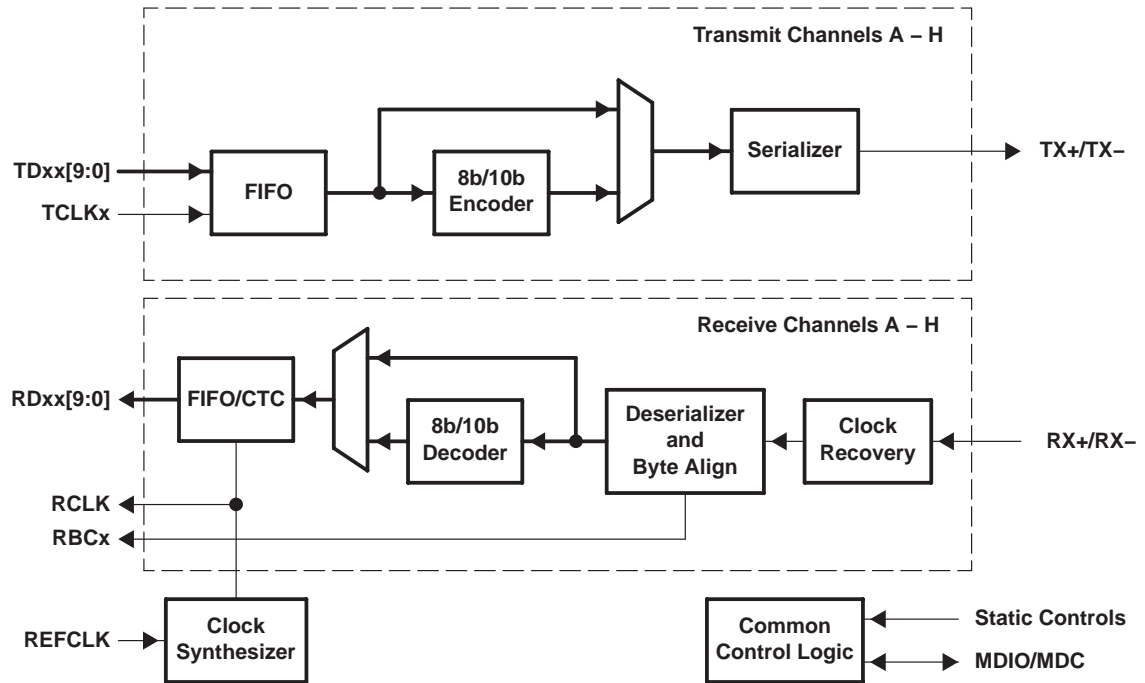 Transmit Channels A – H
TDxx[9:0]
TCLKx
FIFO
8b/10b
Encoder
Serializer
TX+/TX–
Receive Channels A – H
RDxx[9:0]
FIFO/CTC
8b/10b
Decoder
Deserializer
and
Byte Align
Clock
Recovery
RX+/RX–
RCLK
RBCx
REFCLK
Clock
Synthesizer
Common
Control Logic
Static Controls
MDIO/MDC